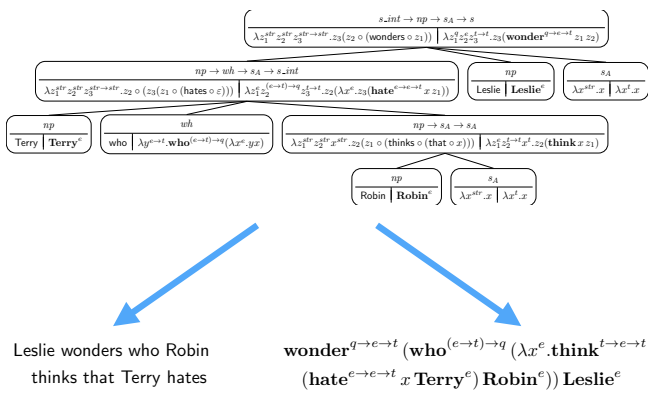 s_int → np → s_A → s
λz₁^{str} z₂^{str} z₃^{str→str}.z₃(z₂ ∘ (wonders ∘ z₁)) | λz₁^q z₂^e z₃^{t→t}.z₃(wonder^{q→e→t} z₁ z₂)
np → wh → s_A → s_int
λz₁^{str} z₂^{str} z₃^{str→str}.z₂ ∘ (z₃(z₁ ∘ (hates ∘ ε))) | λz₁^e z₂^{(e→t)→q} z₃^{t→t}.z₂(λx^e.z₃(hate^{e→e→t} x z₁))
np
Leslie | Leslie^e
s_A
λx^{str}.x | λx^t.x
np
Terry | Terry^e
wh
who | λy^{e→t}.who^{(e→t)→q}(λx^e.yx)
np → s_A → s_A
λz₁^{str} z₂^{str} x^{str}.z₂(z₁ ∘ (thinks ∘ (that ∘ x))) | λz₁^e z₂^{t→t} x^t.z₂(think x z₁)
np
Robin | Robin^e
s_A
λx^{str}.x | λx^t.x
Leslie wonders who Robin
thinks that Terry hates
wonder^{q→e→t} (who^{(e→t)→q} (λx^e.think^{t→e→t}
(hate^{e→e→t} x Terry^e) Robin^e)) Leslie^e